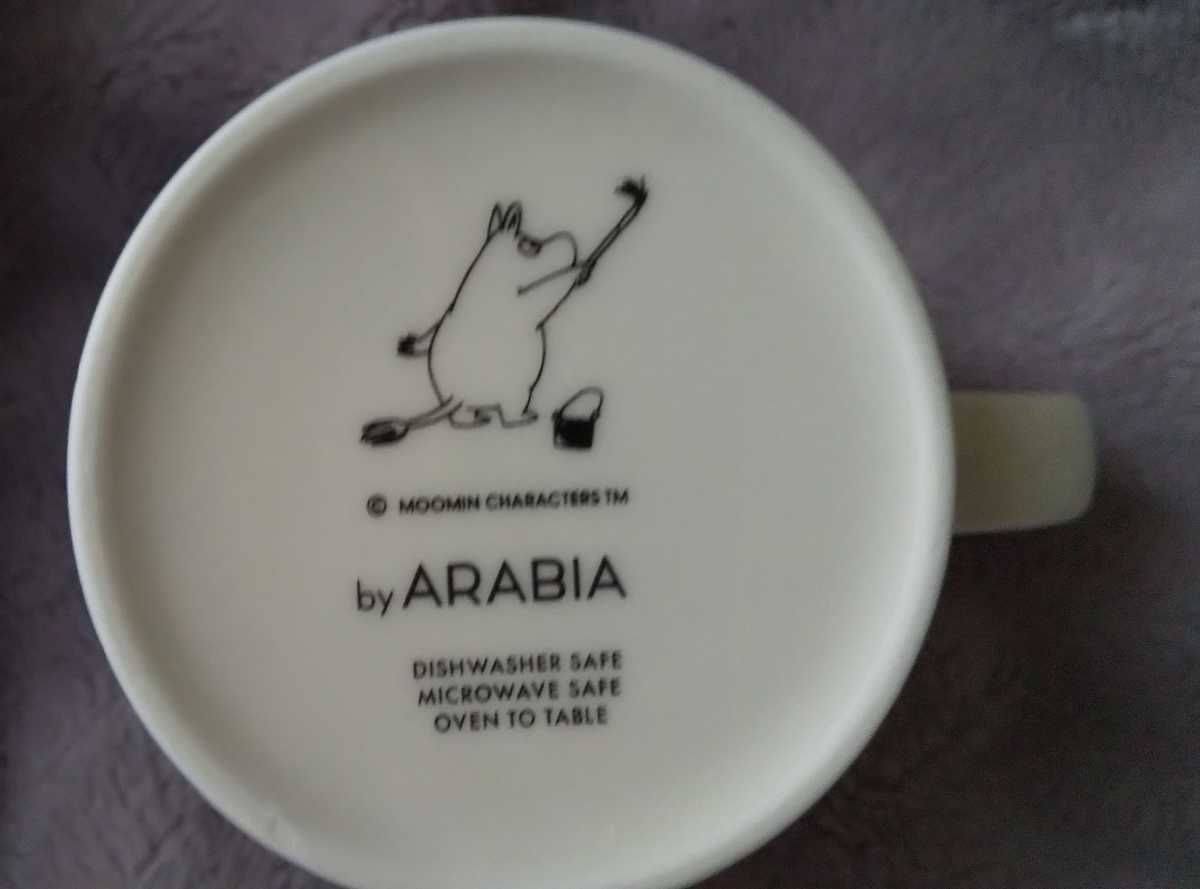 © MOOMIN CHARACTERS TM
by ARABIA
DISHWASHER SAFE
MICROWAVE SAFE
OVEN TO TABLE